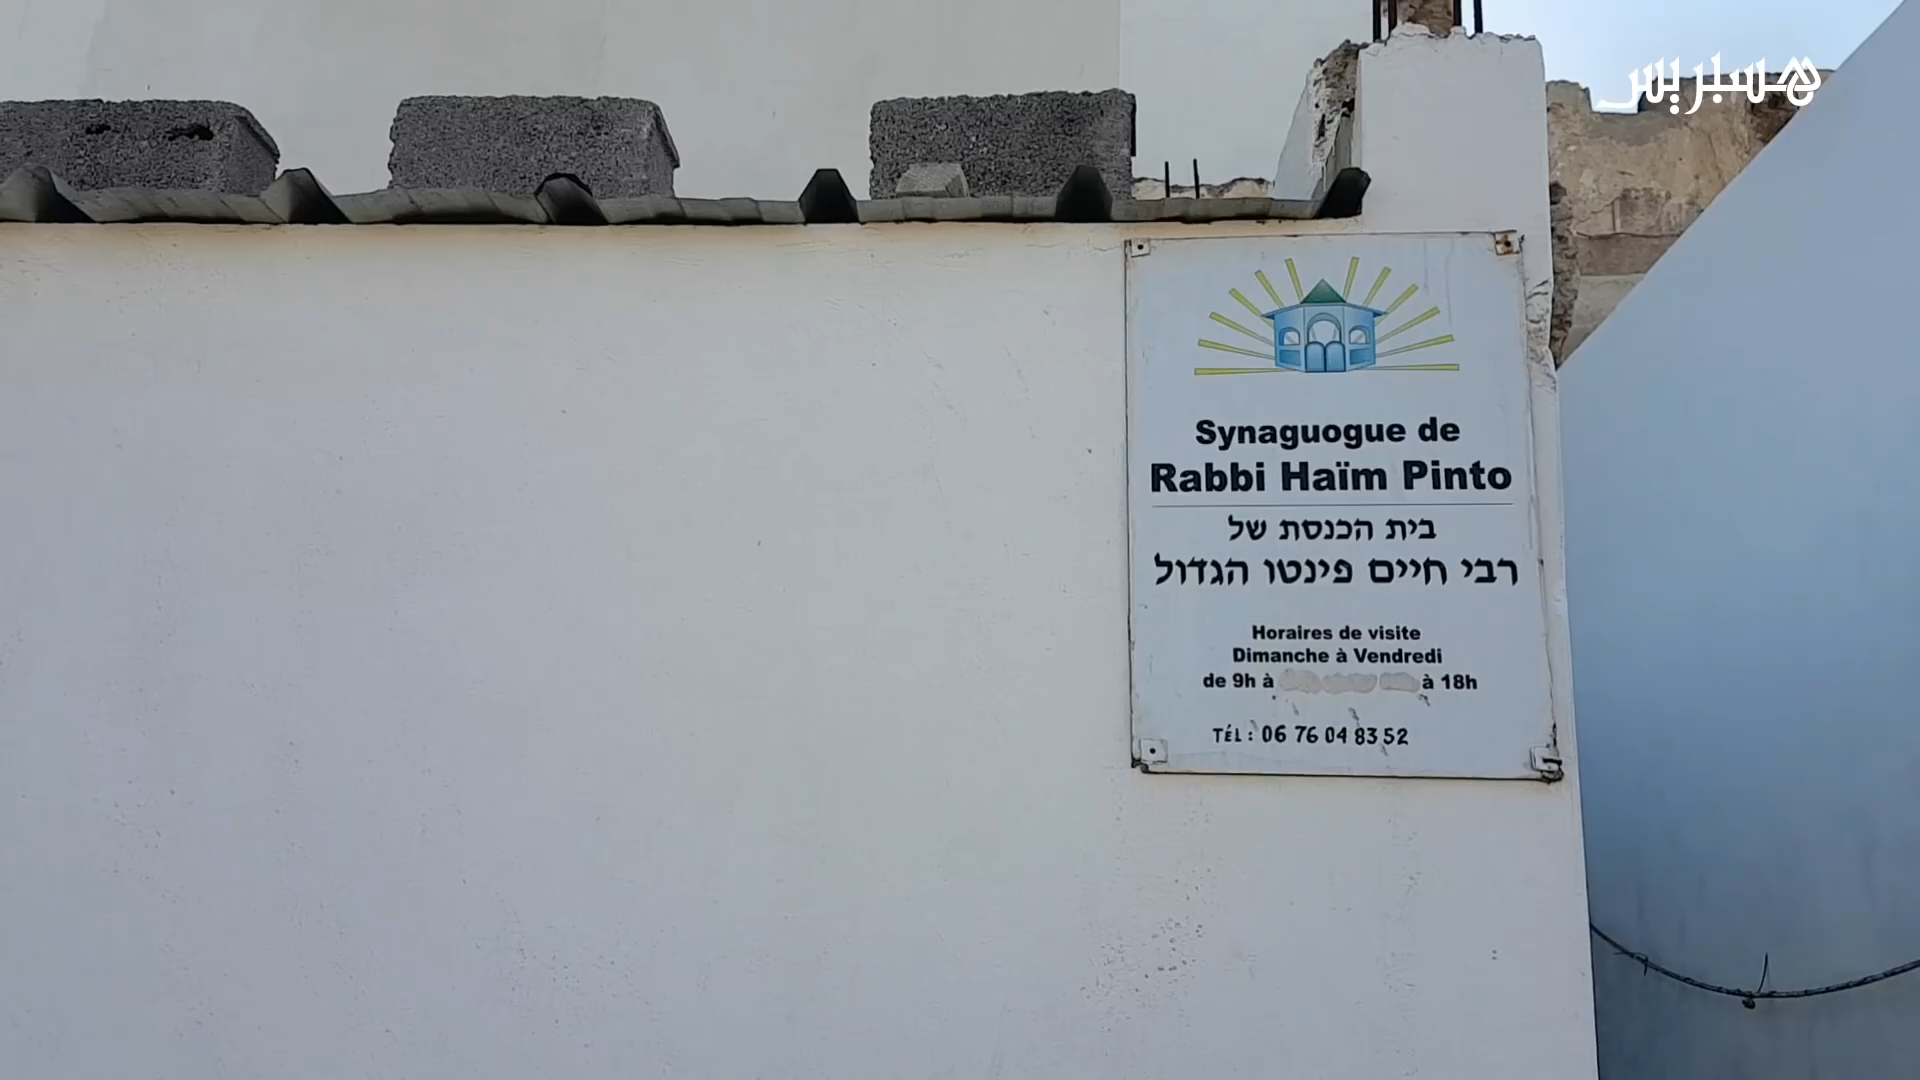 هسبريس
Synaguogue de
Rabbi Haïm Pinto
בית הכנסת של
רבי חיים פינטו הגדול
Horaires de visite
Dimanche à Vendredi
de 9h à à 18h
TÉL : 06 76 04 83 52